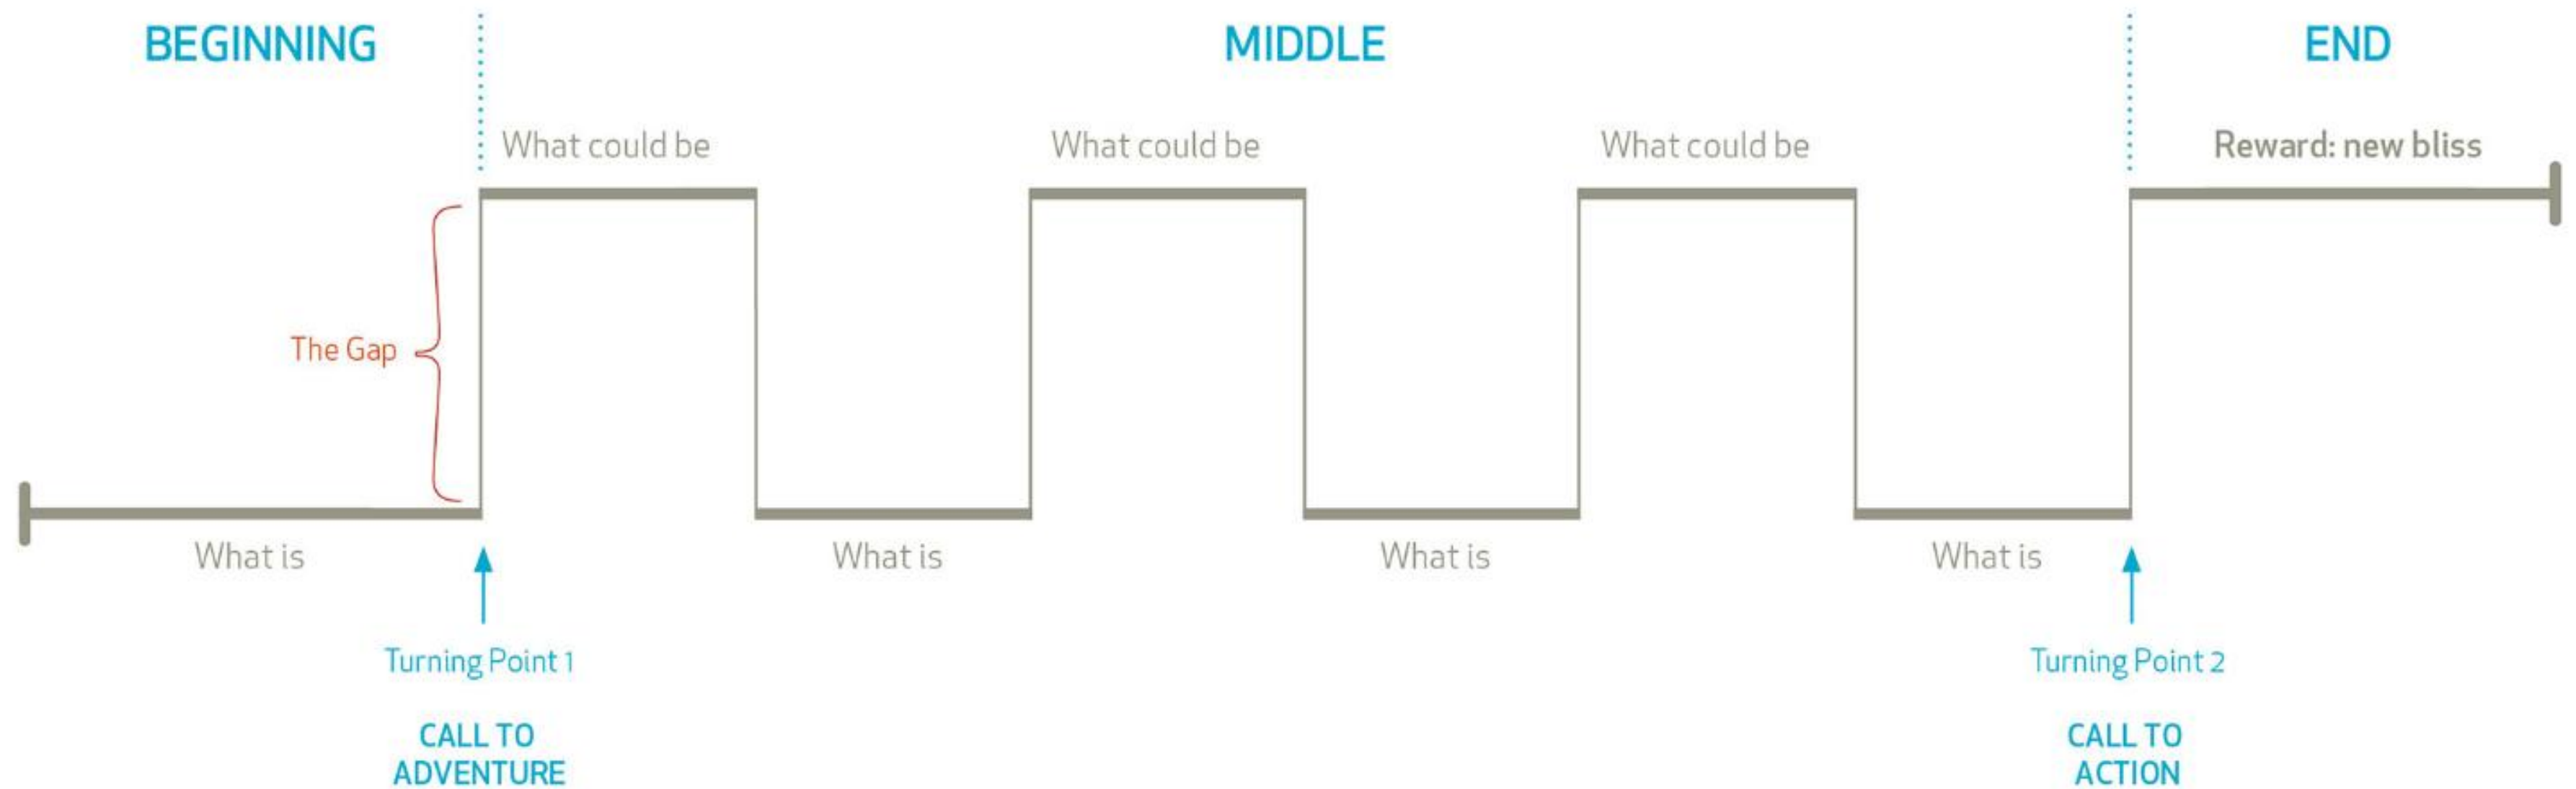 BEGINNING
MIDDLE
END
What could be
What could be
What could be
Reward: new bliss
The Gap
What is
What is
What is
What is
Turning Point 1
Turning Point 2
CALL TO
ADVENTURE
CALL TO
ACTION